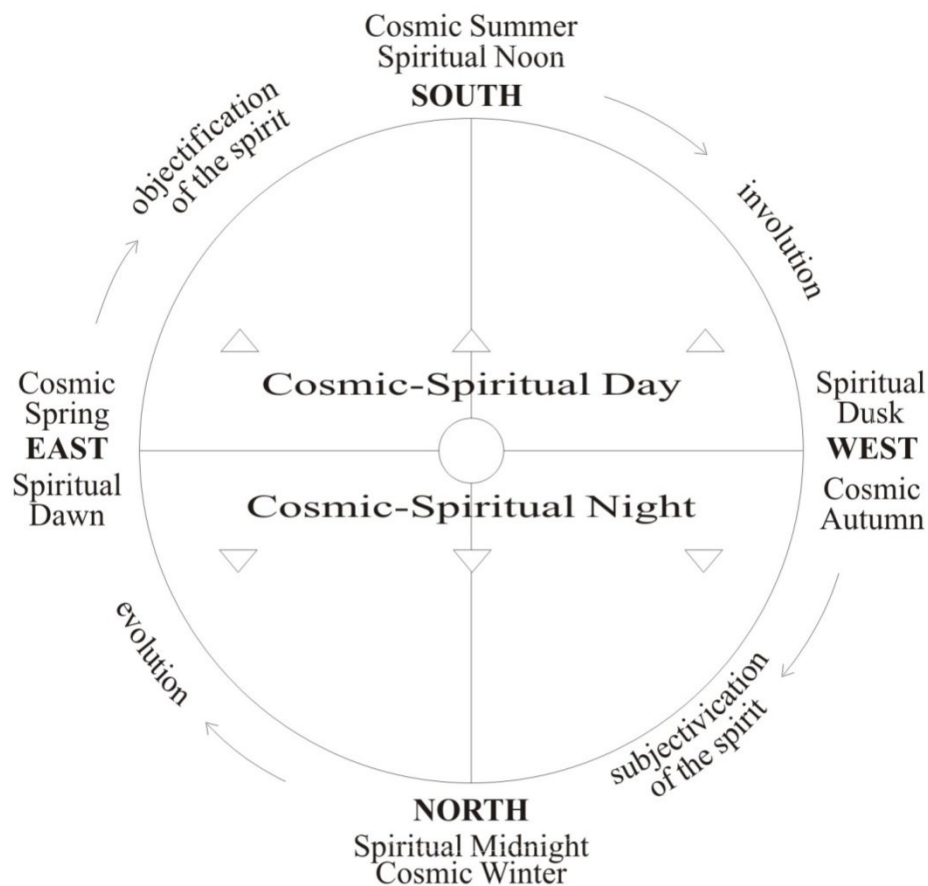 Cosmic Summer
Spiritual Noon
SOUTH
objectification
of the spirit
involution
Cosmic-Spiritual Day
Cosmic
Spring
EAST
Spiritual
Dawn
Spiritual
Dusk
WEST
Cosmic
Autumn
Cosmic-Spiritual Night
evolution
subjectivication
of the spirit
NORTH
Spiritual Midnight
Cosmic Winter